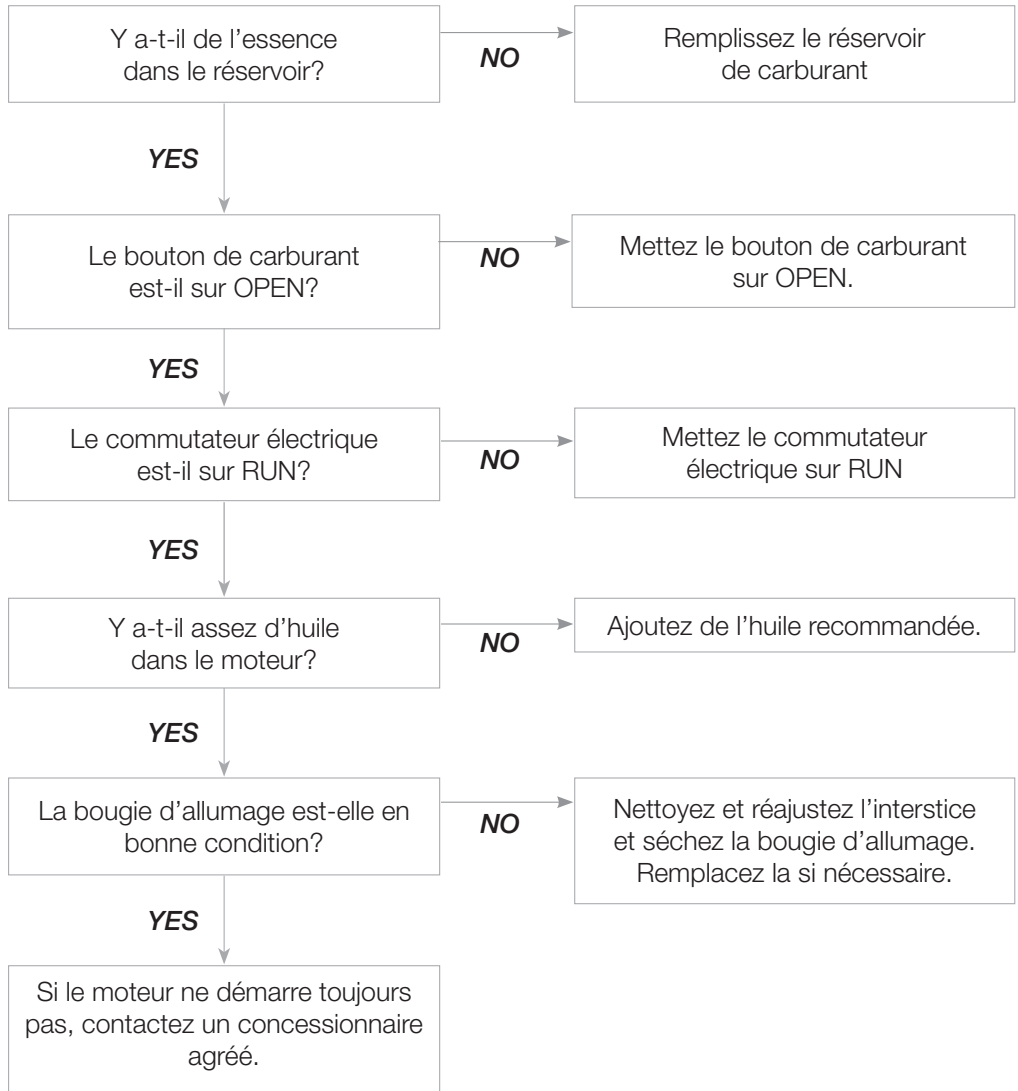 Y a-t-il de l’essence
dans le réservoir?
NO
Remplissez le réservoir
de carburant
YES
Le bouton de carburant
est-il sur OPEN?
NO
Mettez le bouton de carburant
sur OPEN.
YES
Le commutateur électrique
est-il sur RUN?
NO
Mettez le commutateur
électrique sur RUN
YES
Y a-t-il assez d’huile
dans le moteur?
NO
Ajoutez de l’huile recommandée.
YES
La bougie d’allumage est-elle en
bonne condition?
NO
Nettoyez et réajustez l’interstice
et séchez la bougie d’allumage.
Remplacez la si nécessaire.
YES
Si le moteur ne démarre toujours
pas, contactez un concessionnaire
agréé.